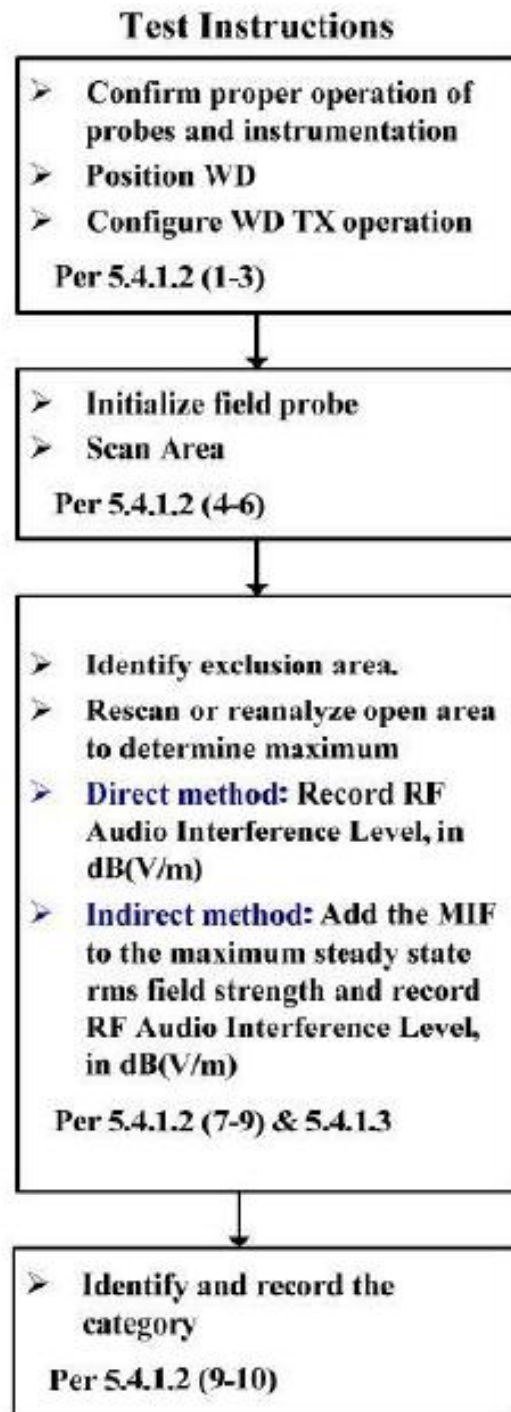 Test Instructions
➢ Confirm proper operation of
probes and instrumentation
➢ Position WD
➢ Configure WD TX operation
Per 5.4.1.2 (1-3)
➢ Initialize field probe
➢ Scan Area
Per 5.4.1.2 (4-6)
➢ Identify exclusion area.
➢ Rescan or reanalyze open area
to determine maximum
➢ Direct method: Record RF
Audio Interference Level, in
dB(V/m)
➢ Indirect method: Add the MIF
to the maximum steady state
rms field strength and record
RF Audio Interference Level,
in dB(V/m)
Per 5.4.1.2 (7-9) & 5.4.1.3
➢ Identify and record the
category
Per 5.4.1.2 (9-10)